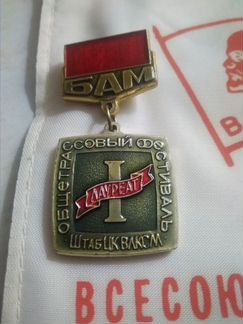 БАМ
ОБЩЕТРАССОВЫЙ ФЕСТИВАЛЬ
I
ЛАУРЕАТ
ШТАБ ЦК ВЛКСМ
ВСЕСОЮ